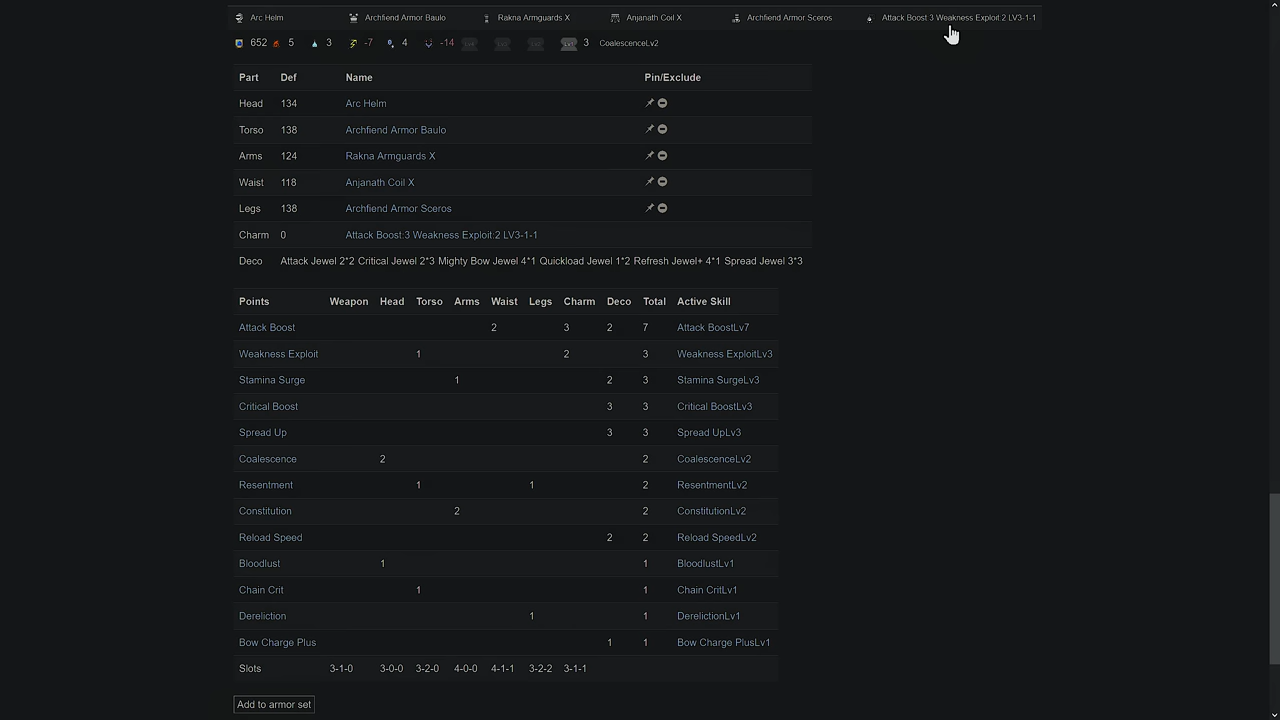 Arc Helm Archfiend Armor Baulo Rakna Armguards X Anjanath Coil X Archfiend Armor Sceros Attack Boost 3 Weakness Exploit 2 LV3-1-1
652 5 3 -7 4 -14 3 CoalescenceLv2
Part Def Name Pin/Exclude
Head 134 Arc Helm
Torso 138 Archfiend Armor Baulo
Arms 124 Rakna Armguards X
Waist 118 Anjanath Coil X
Legs 138 Archfiend Armor Sceros
Charm 0 Attack Boost:3 Weakness Exploit:2 LV3-1-1
Deco Attack Jewel 2*2 Critical Jewel 2*3 Mighty Bow Jewel 4*1 Quickload Jewel 1*2 Refresh Jewel+ 4*1 Spread Jewel 3*3
Points Weapon Head Torso Arms Waist Legs Charm Deco Total Active Skill
Attack Boost 2 3 2 7 Attack BoostLv7
Weakness Exploit 1 2 3 Weakness ExploitLv3
Stamina Surge 1 2 3 Stamina SurgeLv3
Critical Boost 3 3 Critical BoostLv3
Spread Up 3 3 Spread UpLv3
Coalescence 2 2 CoalescenceLv2
Resentment 1 1 2 ResentmentLv2
Constitution 2 2 ConstitutionLv2
Reload Speed 2 2 Reload SpeedLv2
Bloodlust 1 1 BloodlustLv1
Chain Crit 1 1 Chain CritLv1
Dereliction 1 1 DerelictionLv1
Bow Charge Plus 1 1 Bow Charge PlusLv1
Slots 3-1-0 3-0-0 3-2-0 4-0-0 4-1-1 3-2-2 3-1-1
Add to armor set